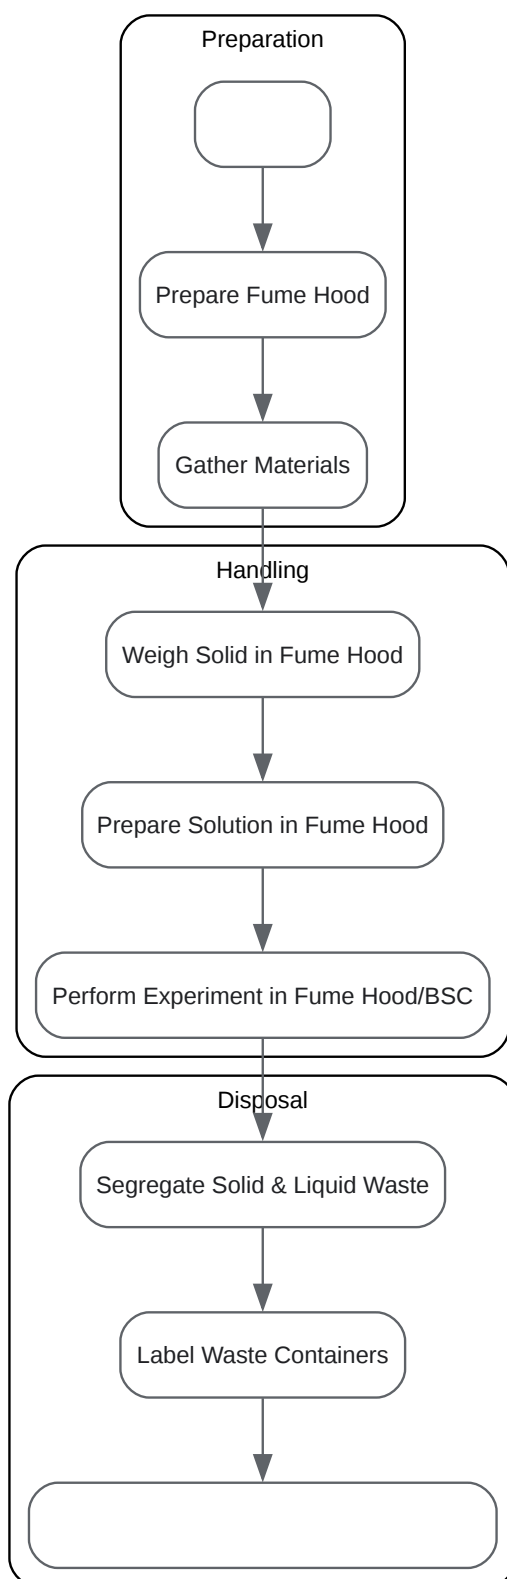 Preparation
Prepare Fume Hood
Gather Materials
Handling
Weigh Solid in Fume Hood
Prepare Solution in Fume Hood
Perform Experiment in Fume Hood/BSC
Disposal
Segregate Solid & Liquid Waste
Label Waste Containers